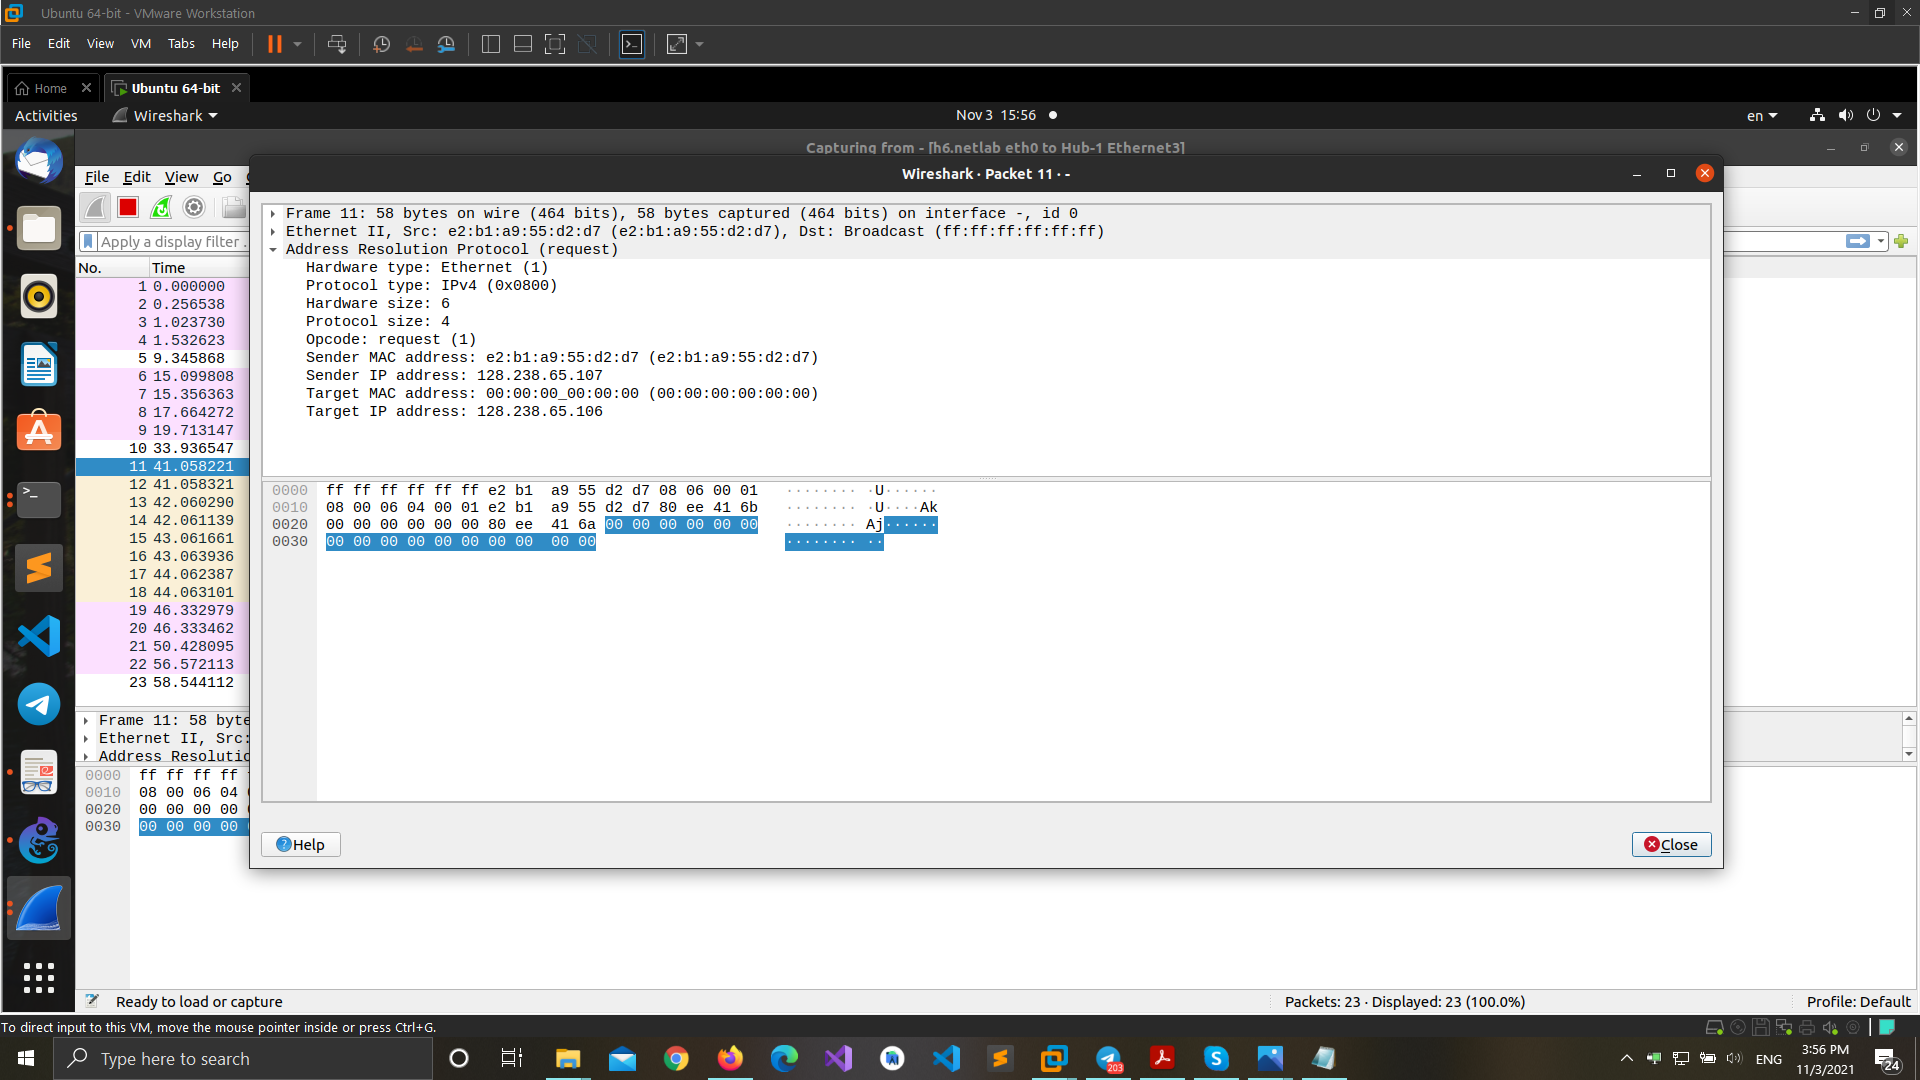 Ubuntu 64-bit - VMware Workstation
File Edit View VM Tabs Help
Home
Ubuntu 64-bit
Activities
Wireshark
Nov 3 15:56
en
Capturing from - [h6.netlab eth0 to Hub-1 Ethernet3]
File Edit View Go
Wireshark · Packet 11 · -
Apply a display filter
No. Time
1 0.000000
2 0.256538
3 1.023730
4 1.532623
5 9.345868
6 15.099808
7 15.356363
8 17.664272
9 19.713147
10 33.936547
11 41.058221
12 41.058321
13 42.060290
14 42.061139
15 43.061661
16 43.063936
17 44.062387
18 44.063101
19 46.332979
20 46.333462
21 50.428095
22 56.572113
23 58.544112
Frame 11: 58 bytes on wire (464 bits), 58 bytes captured (464 bits) on interface -, id 0
Ethernet II, Src: e2:b1:a9:55:d2:d7 (e2:b1:a9:55:d2:d7), Dst: Broadcast (ff:ff:ff:ff:ff:ff)
Address Resolution Protocol (request)
Hardware type: Ethernet (1)
Protocol type: IPv4 (0x0800)
Hardware size: 6
Protocol size: 4
Opcode: request (1)
Sender MAC address: e2:b1:a9:55:d2:d7 (e2:b1:a9:55:d2:d7)
Sender IP address: 128.238.65.107
Target MAC address: 00:00:00_00:00:00 (00:00:00:00:00:00)
Target IP address: 128.238.65.106
0000 ff ff ff ff ff ff e2 b1 a9 55 d2 d7 08 06 00 01 ········ ·U······
0010 08 00 06 04 00 01 e2 b1 a9 55 d2 d7 80 ee 41 6b ········ ·U····Ak
0020 00 00 00 00 00 00 80 ee 41 6a 00 00 00 00 00 00 ········ Aj······
0030 00 00 00 00 00 00 00 00 00 00 ········ ··
Help
Close
Frame 11: 58 byte
Ethernet II, Src:
Address Resolutio
0000 ff ff ff ff
0010 08 00 06 04
0020 00 00 00 00
0030 00 00 00 00
Ready to load or capture
Packets: 23 · Displayed: 23 (100.0%)
Profile: Default
To direct input to this VM, move the mouse pointer inside or press Ctrl+G.
Type here to search
203
ENG
3:56 PM
11/3/2021
24